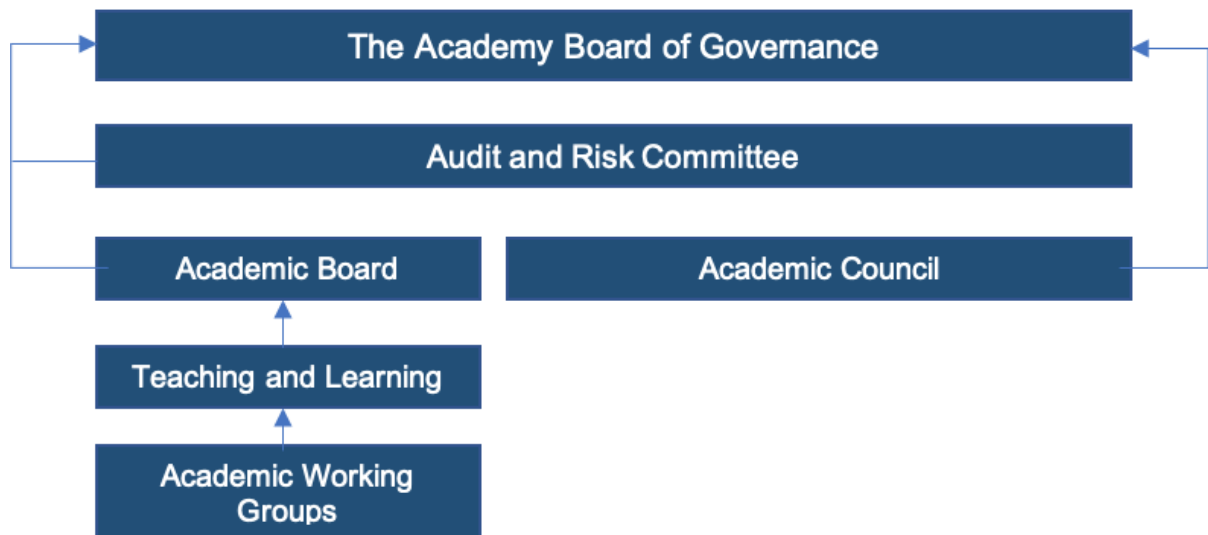 The Academy Board of Governance
Audit and Risk Committee
Academic Board
Academic Council
Teaching and Learning
Academic Working
Groups